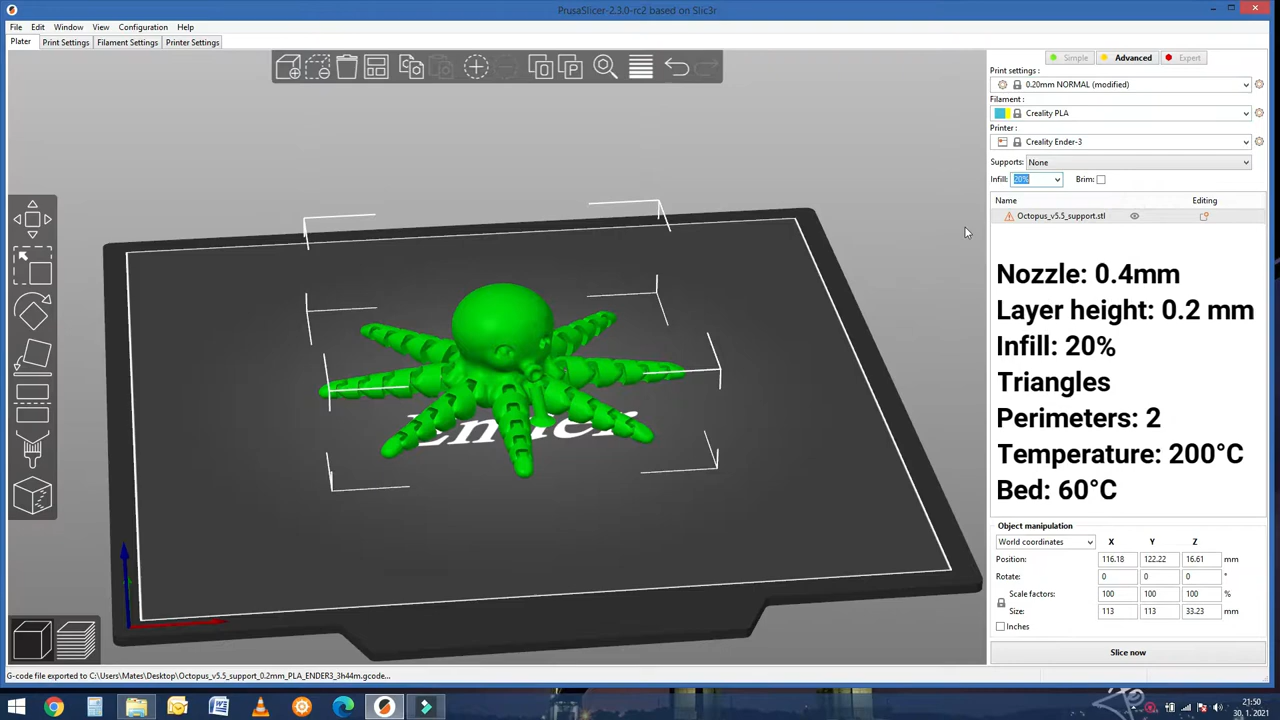 PrusaSlicer-2.3.0-rc2 based on Slic3r
File Edit Window View Configuration Help
Plater Print Settings Filament Settings Printer Settings
Simple Advanced Expert
Print settings :
0.20mm NORMAL (modified)
Filament :
Creality PLA
Printer :
Creality Ender-3
Supports: None
Infill: 20% Brim:
Name Editing
Octopus_v5.5_support.stl
Nozzle: 0.4mm
Layer height: 0.2 mm
Infill: 20%
Triangles
Perimeters: 2
Temperature: 200°C
Bed: 60°C
Object manipulation
World coordinates X Y Z
Position: 116.18 122.22 16.61 mm
Rotate: 0 0 0 °
Scale factors: 100 100 100 %
Size: 113 113 33.23 mm
Inches
Slice now
G-code file exported to C:\Users\Mates\Desktop\Octopus_v5.5_support_0.2mm_PLA_ENDER3_3h44m.gcode...
21:50
30. 1. 2021